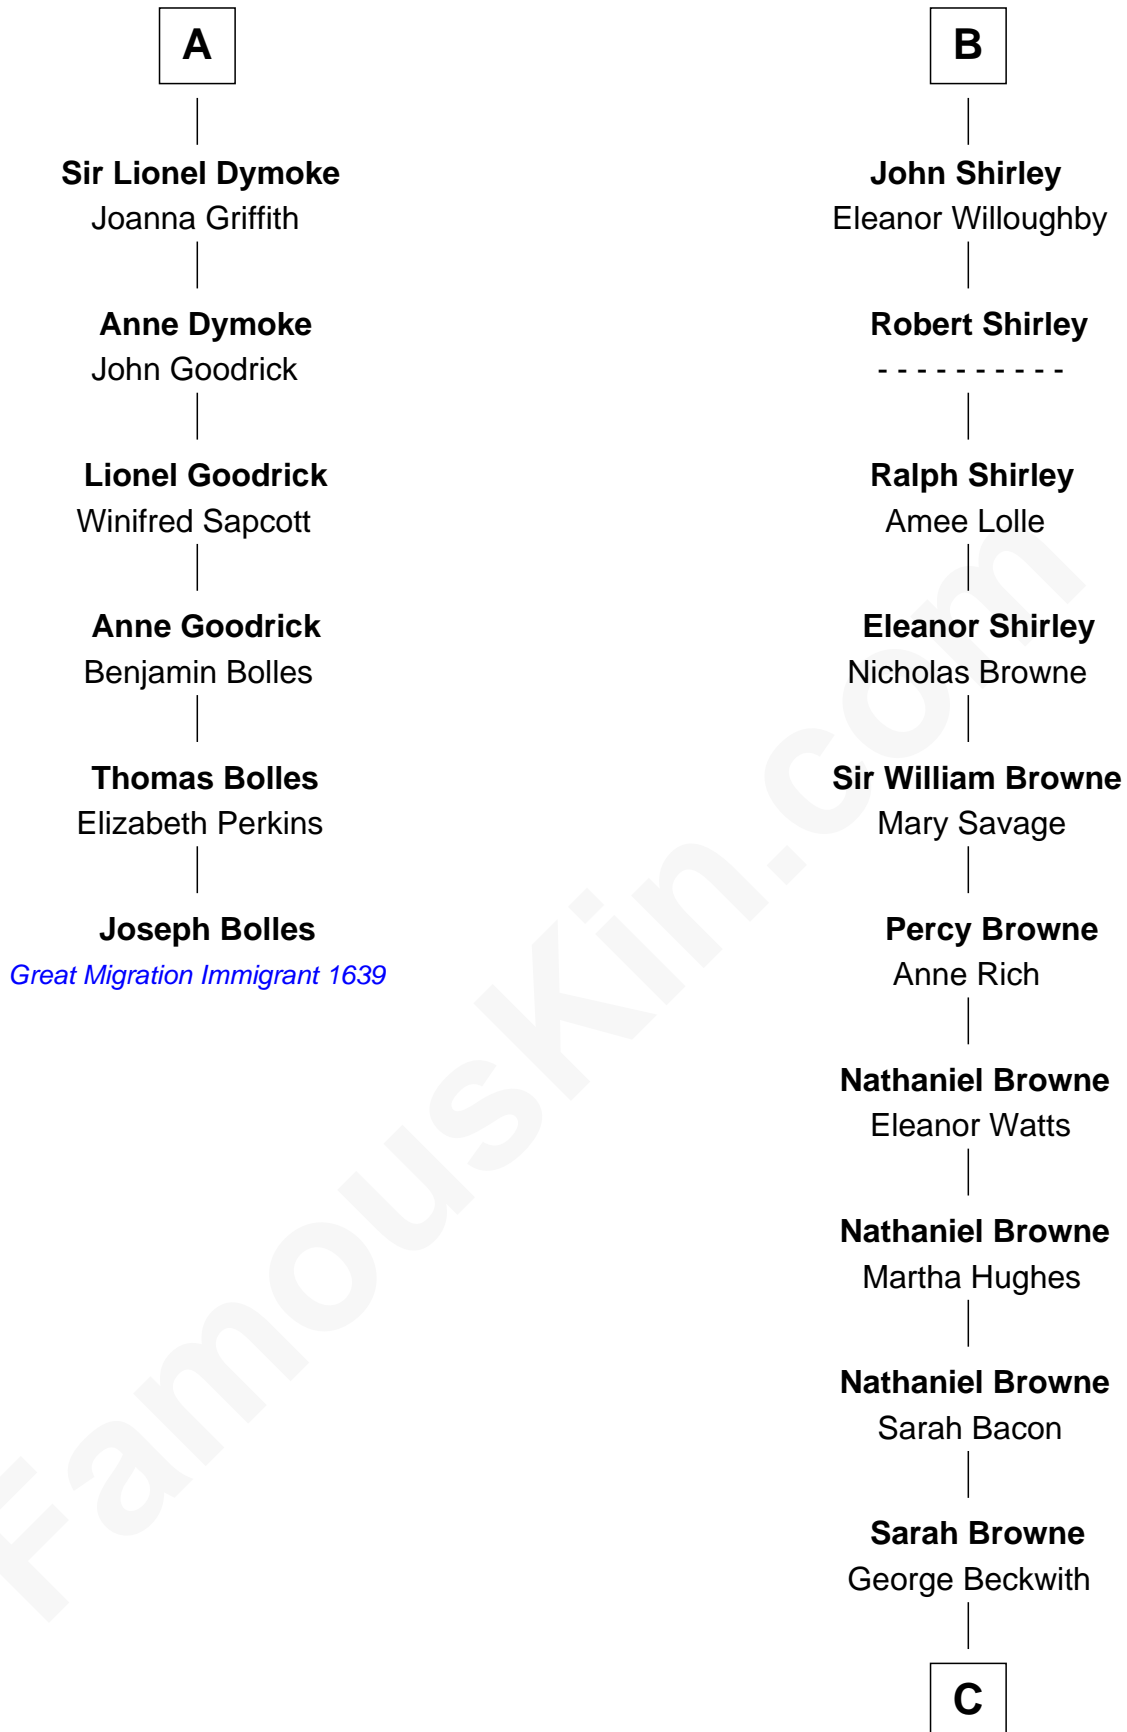 A
Sir Lionel Dymoke
Joanna Griffith
Anne Dymoke
John Goodrick
Lionel Goodrick
Winifred Sapcott
Anne Goodrick
Benjamin Bolles
Thomas Bolles
Elizabeth Perkins
Joseph Bolles
Great Migration Immigrant 1639
B
John Shirley
Eleanor Willoughby
Robert Shirley
- - - - - - - - - -
Ralph Shirley
Amee Lolle
Eleanor Shirley
Nicholas Browne
Sir William Browne
Mary Savage
Percy Browne
Anne Rich
Nathaniel Browne
Eleanor Watts
Nathaniel Browne
Martha Hughes
Nathaniel Browne
Sarah Bacon
Sarah Browne
George Beckwith
C
FamousKin.com